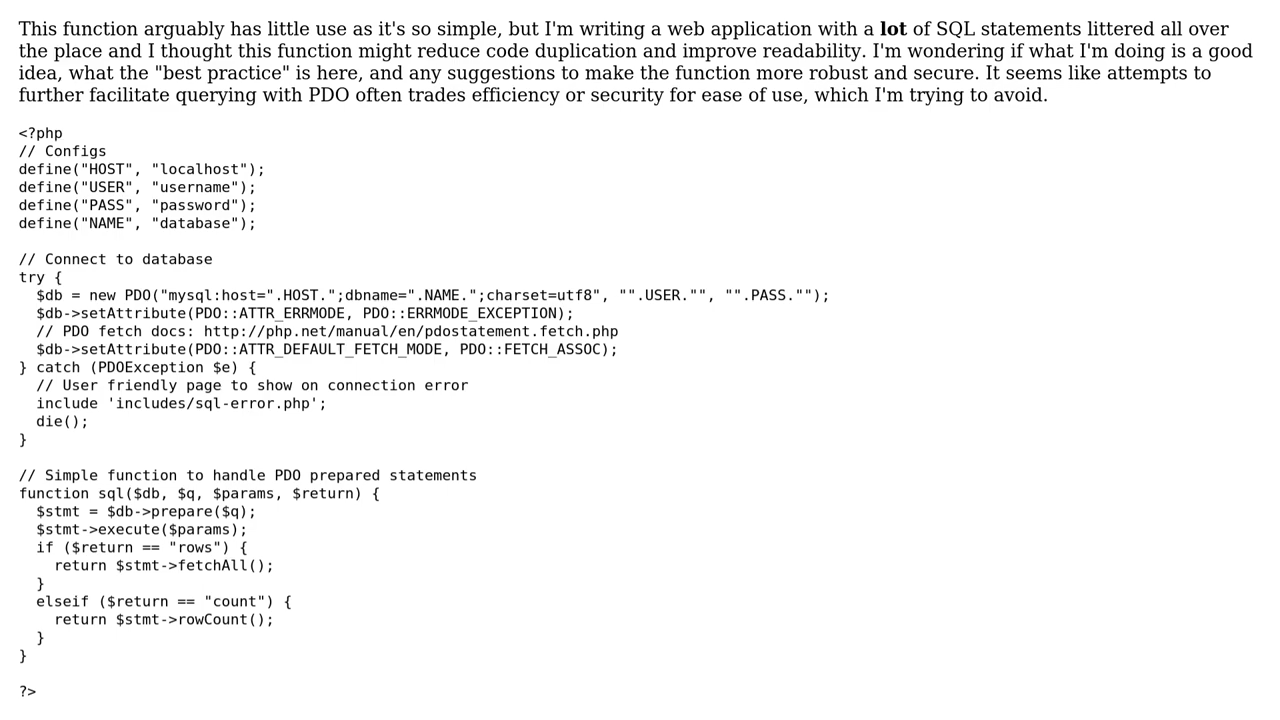 This function arguably has little use as it's so simple, but I'm writing a web application with a lot of SQL statements littered all over
the place and I thought this function might reduce code duplication and improve readability. I'm wondering if what I'm doing is a good
idea, what the "best practice" is here, and any suggestions to make the function more robust and secure. It seems like attempts to
further facilitate querying with PDO often trades efficiency or security for ease of use, which I'm trying to avoid.
<?php
// Configs
define("HOST", "localhost");
define("USER", "username");
define("PASS", "password");
define("NAME", "database");

// Connect to database
try {
  $db = new PDO("mysql:host=".HOST.";dbname=".NAME.";charset=utf8", "".USER."", "".PASS."");
  $db->setAttribute(PDO::ATTR_ERRMODE, PDO::ERRMODE_EXCEPTION);
  // PDO fetch docs: http://php.net/manual/en/pdostatement.fetch.php
  $db->setAttribute(PDO::ATTR_DEFAULT_FETCH_MODE, PDO::FETCH_ASSOC);
} catch (PDOException $e) {
  // User friendly page to show on connection error
  include 'includes/sql-error.php';
  die();
}

// Simple function to handle PDO prepared statements
function sql($db, $q, $params, $return) {
  $stmt = $db->prepare($q);
  $stmt->execute($params);
  if ($return == "rows") {
    return $stmt->fetchAll();
  }
  elseif ($return == "count") {
    return $stmt->rowCount();
  }
}

?>